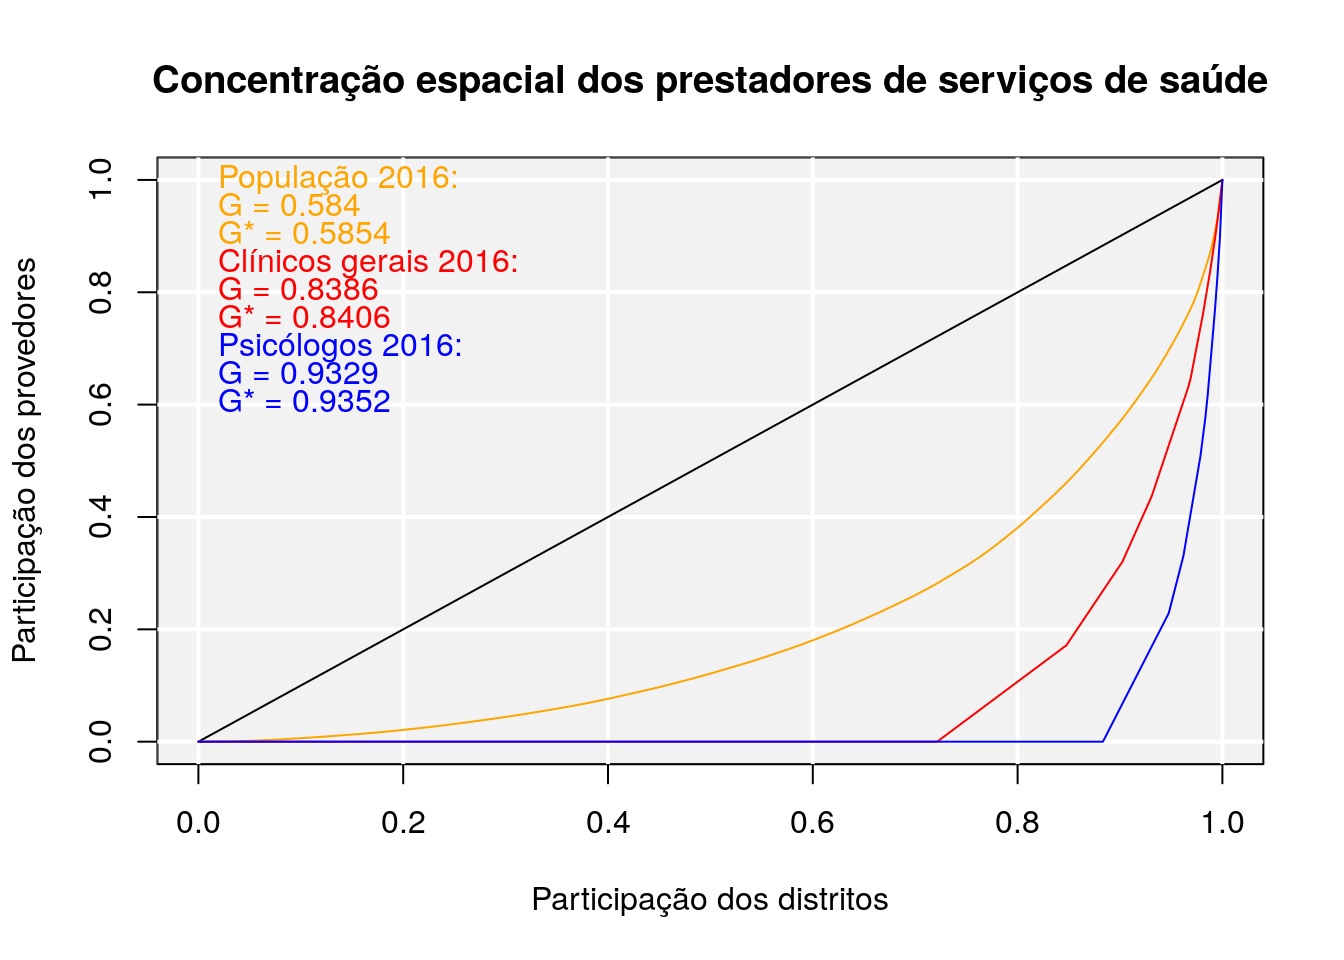 Concentração espacial dos prestadores de serviços de saúde
População 2016:
G = 0.584
G* = 0.5854
Clínicos gerais 2016:
G = 0.8386
G* = 0.8406
Psicólogos 2016:
G = 0.9329
G* = 0.9352
Participação dos provedores
1.0
0.8
0.6
0.4
0.2
0.0
0.0 0.2 0.4 0.6 0.8 1.0
Participação dos distritos